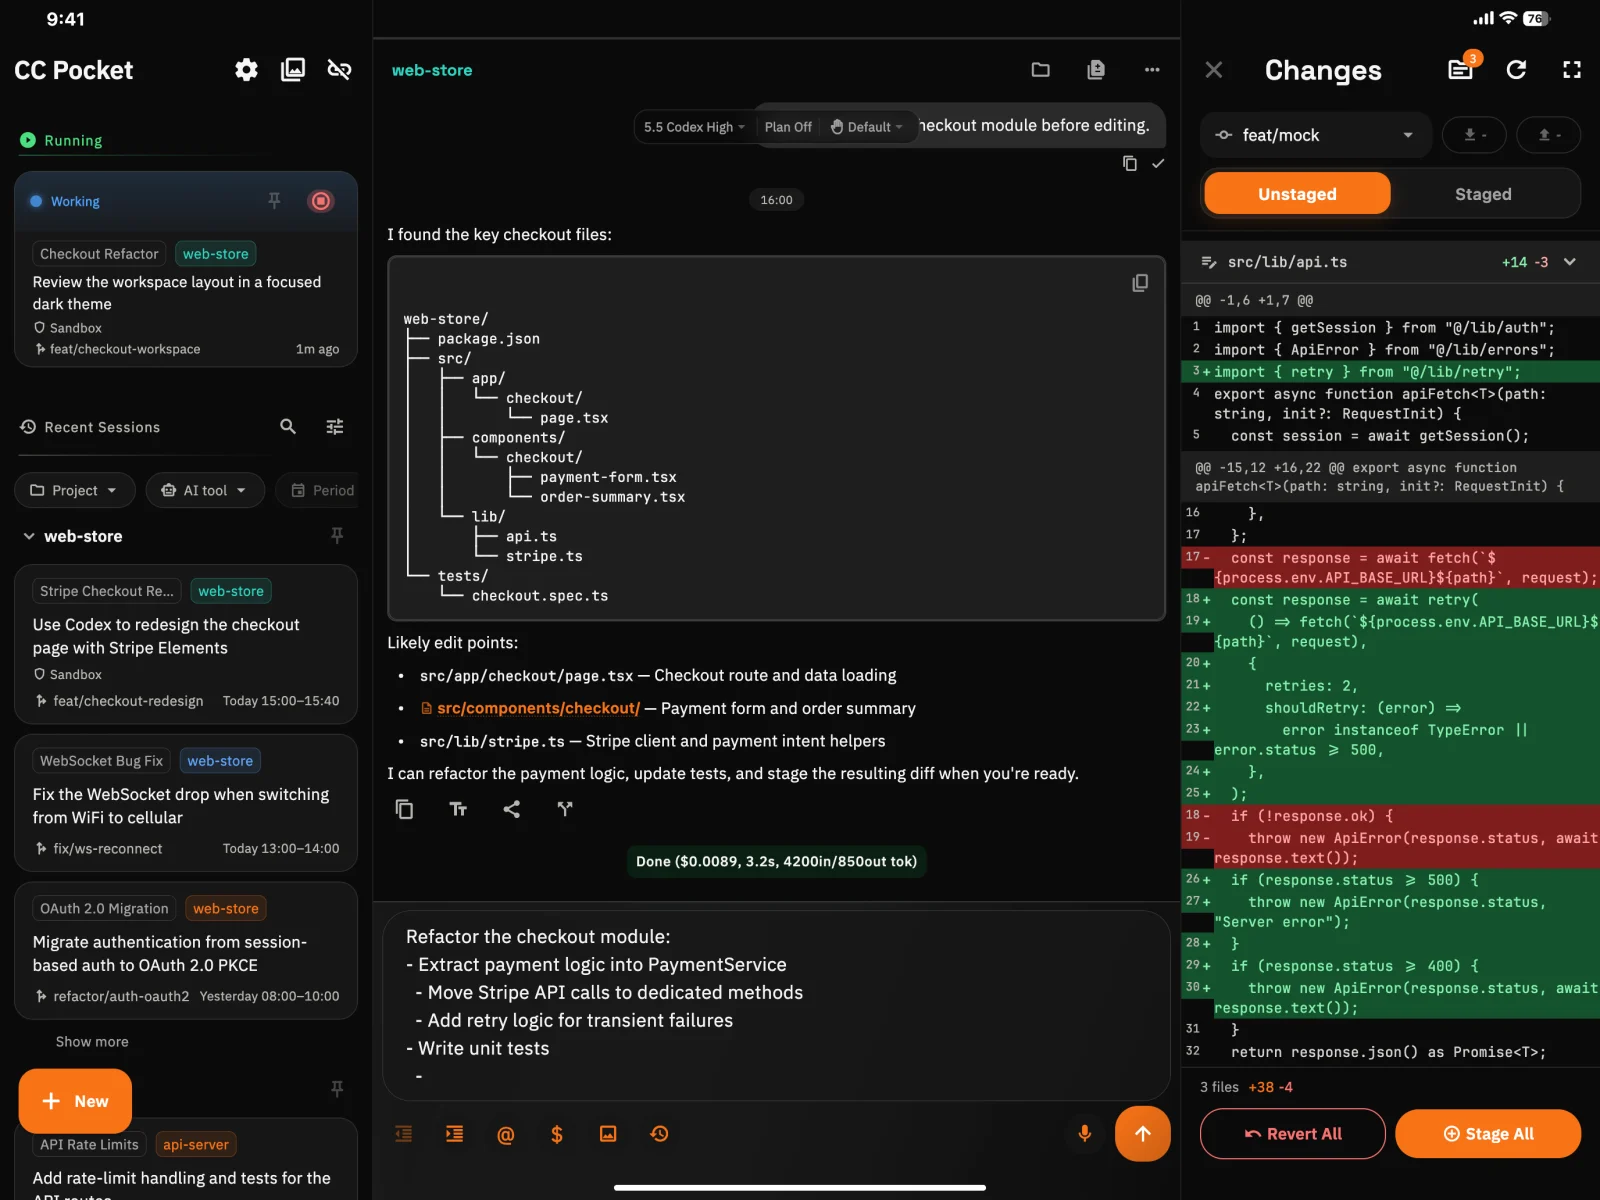 9:41
76
CC Pocket
Running
Working
Checkout Refactor
web-store
Review the workspace layout in a focused
dark theme
Sandbox
feat/checkout-workspace
1m ago
Recent Sessions
Project
AI tool
Period
web-store
Stripe Checkout Re...
web-store
Use Codex to redesign the checkout
page with Stripe Elements
Sandbox
feat/checkout-redesign
Today 15:00–15:40
WebSocket Bug Fix
web-store
Fix the WebSocket drop when switching
from WiFi to cellular
fix/ws-reconnect
Today 13:00–14:00
OAuth 2.0 Migration
web-store
Migrate authentication from session-
based auth to OAuth 2.0 PKCE
refactor/auth-oauth2
Yesterday 08:00–10:00
Show more
+ New
API Rate Limits
api-server
Add rate-limit handling and tests for the
web-store
5.5 Codex High
Plan Off
Default
heckout module before editing.
16:00
I found the key checkout files:
web-store/
├── package.json
├── src/
│   ├── app/
│   │   └── checkout/
│   │       └── page.tsx
│   ├── components/
│   │   └── checkout/
│   │       ├── payment-form.tsx
│   │       └── order-summary.tsx
│   └── lib/
│       ├── api.ts
│       └── stripe.ts
└── tests/
    └── checkout.spec.ts
Likely edit points:
• src/app/checkout/page.tsx — Checkout route and data loading
• src/components/checkout/ — Payment form and order summary
• src/lib/stripe.ts — Stripe client and payment intent helpers
I can refactor the payment logic, update tests, and stage the resulting diff when you're ready.
Done ($0.0089, 3.2s, 4200in/850out tok)
Refactor the checkout module:
- Extract payment logic into PaymentService
  - Move Stripe API calls to dedicated methods
  - Add retry logic for transient failures
- Write unit tests
  -
Changes
3
feat/mock
-
-
Unstaged
Staged
src/lib/api.ts
+14 -3
@@ -1,6 +1,7 @@
1 import { getSession } from "@/lib/auth";
2 import { ApiError } from "@/lib/errors";
3+ import { retry } from "@/lib/retry";
4 export async function apiFetch<T>(path:
string, init?: RequestInit) {
5   const session = await getSession();
@@ -15,12 +16,22 @@ export async function
apiFetch<T>(path: string, init?: RequestInit) {
16     },
17   };
17-   const response = await fetch(`$
{process.env.API_BASE_URL}${path}`, request);
18+   const response = await retry(
19+     () => fetch(`${process.env.API_BASE_URL}$
{path}`, request),
20+     {
21+       retries: 2,
22+       shouldRetry: (error) =>
23+         error instanceof TypeError ||
error.status >= 500,
24+     },
25+   );
18-   if (!response.ok) {
19-     throw new ApiError(response.status, await
response.text());
26+   if (response.status >= 500) {
27+     throw new ApiError(response.status,
"Server error");
28+   }
29+   if (response.status >= 400) {
30+     throw new ApiError(response.status, await
response.text());
31   }
32   return response.json() as Promise<T>;
3 files +38 -4
Revert All
Stage All